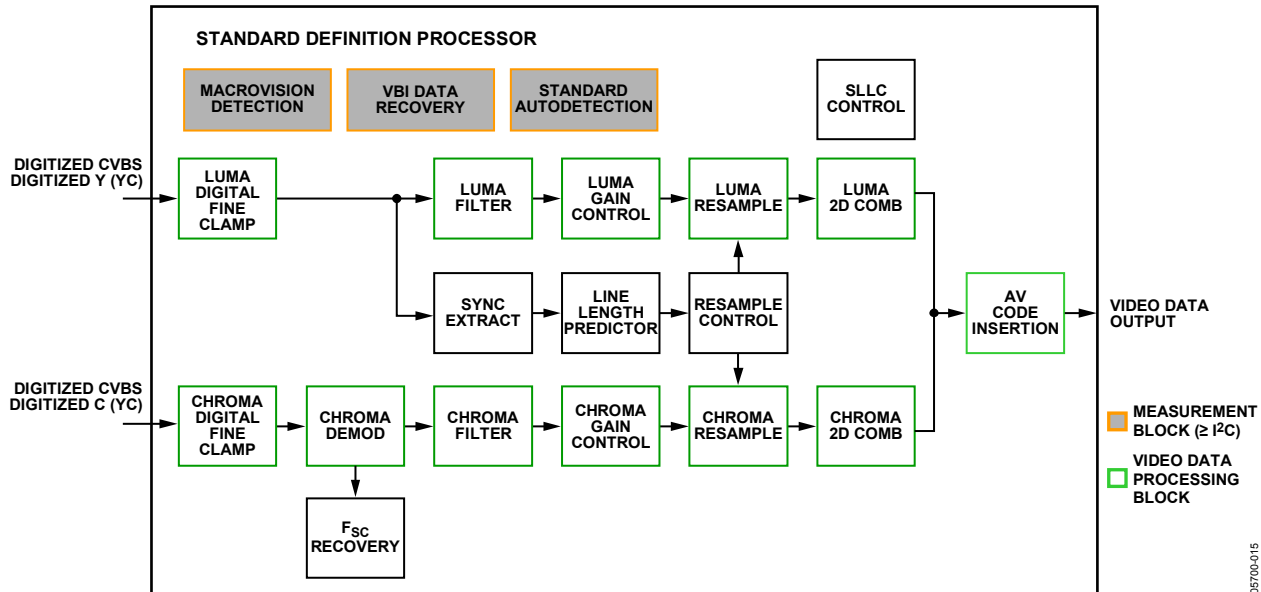 STANDARD DEFINITION PROCESSOR
MACROVISION
DETECTION
VBI DATA
RECOVERY
STANDARD
AUTODETECTION
SLLC
CONTROL
DIGITIZED CVBS
DIGITIZED Y (YC)
LUMA
DIGITAL
FINE
CLAMP
LUMA
FILTER
LUMA
GAIN
CONTROL
LUMA
RESAMPLE
LUMA
2D COMB
SYNC
EXTRACT
LINE
LENGTH
PREDICTOR
RESAMPLE
CONTROL
AV
CODE
INSERTION
VIDEO DATA
OUTPUT
DIGITIZED CVBS
DIGITIZED C (YC)
CHROMA
DIGITAL
FINE
CLAMP
CHROMA
DEMOD
CHROMA
FILTER
CHROMA
GAIN
CONTROL
CHROMA
RESAMPLE
CHROMA
2D COMB
FSC
RECOVERY
MEASUREMENT
BLOCK (≥ I²C)
VIDEO DATA
PROCESSING
BLOCK
05700-015